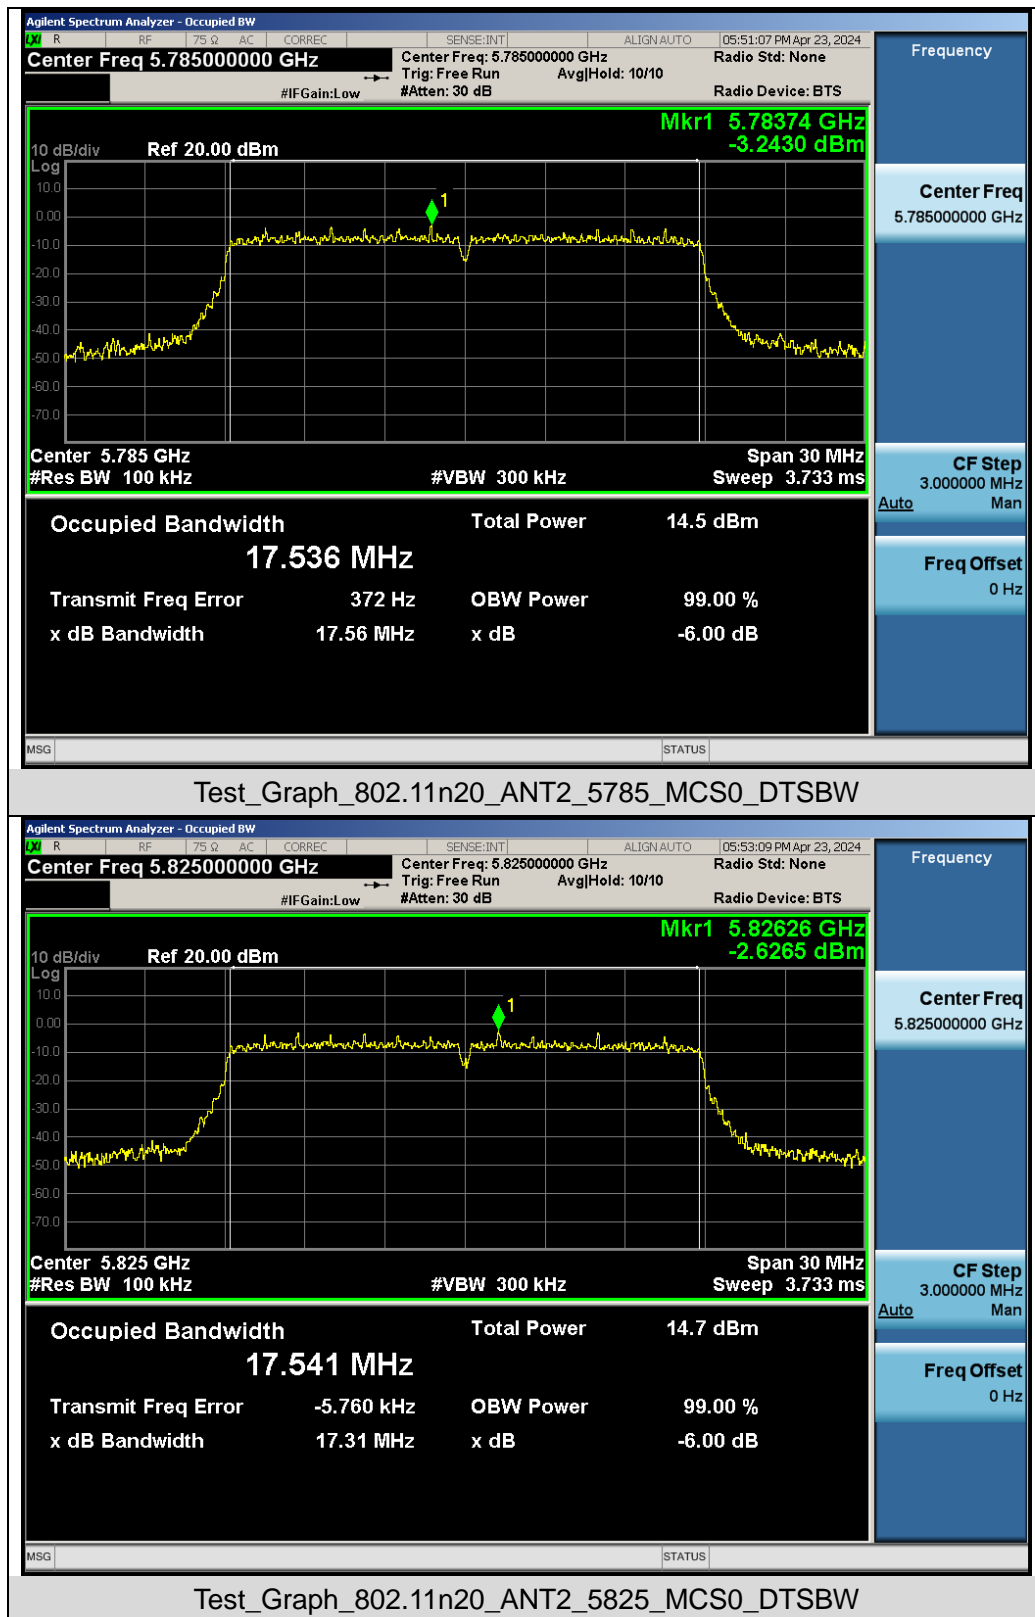 Agilent Spectrum Analyzer - Occupied BW
LXI R RF 75 Ω AC CORREC SENSE:INT ALIGN AUTO 05:51:07 PM Apr 23, 2024
Center Freq 5.785000000 GHz
Center Freq: 5.785000000 GHz
Radio Std: None
Trig: Free Run Avg|Hold: 10/10
#IFGain:Low #Atten: 30 dB Radio Device: BTS
Mkr1 5.78374 GHz
-3.2430 dBm
10 dB/div Ref 20.00 dBm
Log
10.0
0.00
-10.0
-20.0
-30.0
-40.0
-50.0
-60.0
-70.0
1
Center 5.785 GHz Span 30 MHz
#Res BW 100 kHz #VBW 300 kHz Sweep 3.733 ms
Occupied Bandwidth Total Power 14.5 dBm
17.536 MHz
Transmit Freq Error 372 Hz OBW Power 99.00 %
x dB Bandwidth 17.56 MHz x dB -6.00 dB
Frequency
Center Freq
5.785000000 GHz
CF Step
3.000000 MHz
Auto Man
Freq Offset
0 Hz
MSG STATUS
Test_Graph_802.11n20_ANT2_5785_MCS0_DTSBW
Agilent Spectrum Analyzer - Occupied BW
LXI R RF 75 Ω AC CORREC SENSE:INT ALIGN AUTO 05:53:09 PM Apr 23, 2024
Center Freq 5.825000000 GHz
Center Freq: 5.825000000 GHz
Radio Std: None
Trig: Free Run Avg|Hold: 10/10
#IFGain:Low #Atten: 30 dB Radio Device: BTS
Mkr1 5.82626 GHz
-2.6265 dBm
10 dB/div Ref 20.00 dBm
Log
10.0
0.00
-10.0
-20.0
-30.0
-40.0
-50.0
-60.0
-70.0
1
Center 5.825 GHz Span 30 MHz
#Res BW 100 kHz #VBW 300 kHz Sweep 3.733 ms
Occupied Bandwidth Total Power 14.7 dBm
17.541 MHz
Transmit Freq Error -5.760 kHz OBW Power 99.00 %
x dB Bandwidth 17.31 MHz x dB -6.00 dB
Frequency
Center Freq
5.825000000 GHz
CF Step
3.000000 MHz
Auto Man
Freq Offset
0 Hz
MSG STATUS
Test_Graph_802.11n20_ANT2_5825_MCS0_DTSBW